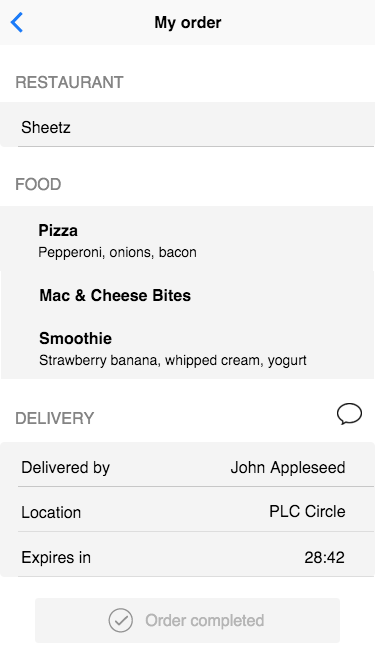 My order
RESTAURANT
Sheetz
FOOD
Pizza
Pepperoni, onions, bacon
Mac & Cheese Bites
Smoothie
Strawberry banana, whipped cream, yogurt
DELIVERY
Delivered by John Appleseed
Location PLC Circle
Expires in 28:42
Order completed